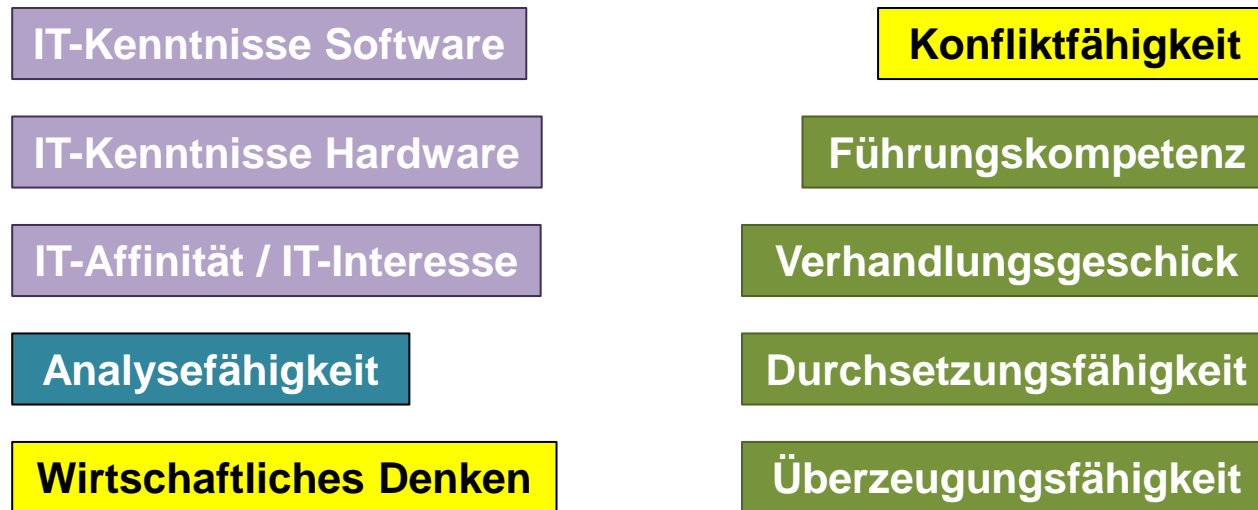 IT-Kenntnisse Software
IT-Kenntnisse Hardware
IT-Affinität / IT-Interesse
Analysefähigkeit
Wirtschaftliches Denken
Konfliktfähigkeit
Führungskompetenz
Verhandlungsgeschick
Durchsetzungsfähigkeit
Überzeugungsfähigkeit